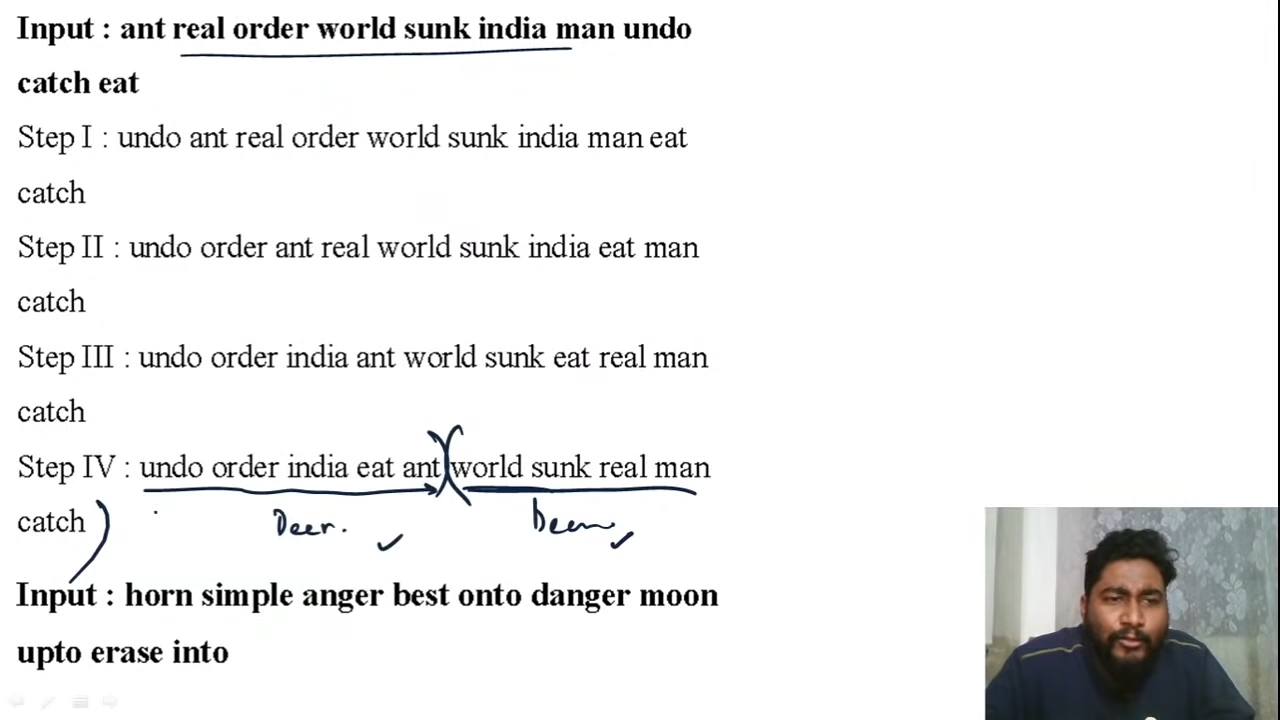 Input : ant real order world sunk india man undo
catch eat
Step I : undo ant real order world sunk india man eat
catch
Step II : undo order ant real world sunk india eat man
catch
Step III : undo order india ant world sunk eat real man
catch
Step IV : undo order india eat ant world sunk real man
catch
Decr.
Input : horn simple anger best onto danger moon
upto erase into